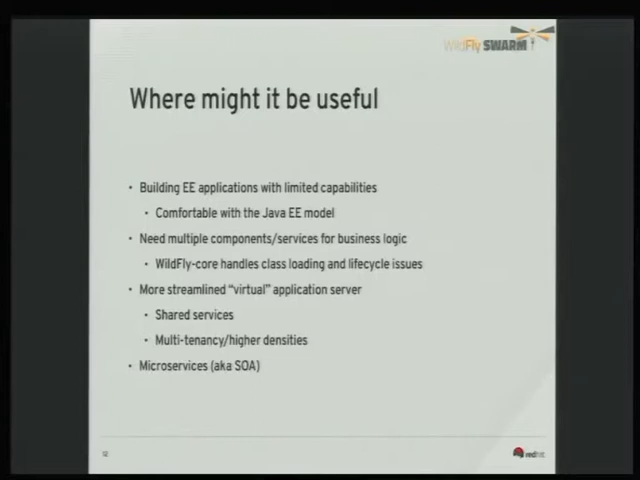 WildFly SWARM
Where might it be useful
• Building EE applications with limited capabilities
• Comfortable with the Java EE model
• Need multiple components/services for business logic
• WildFly-core handles class loading and lifecycle issues
• More streamlined “virtual” application server
• Shared services
• Multi-tenancy/higher densities
• Microservices (aka SOA)
12
redhat